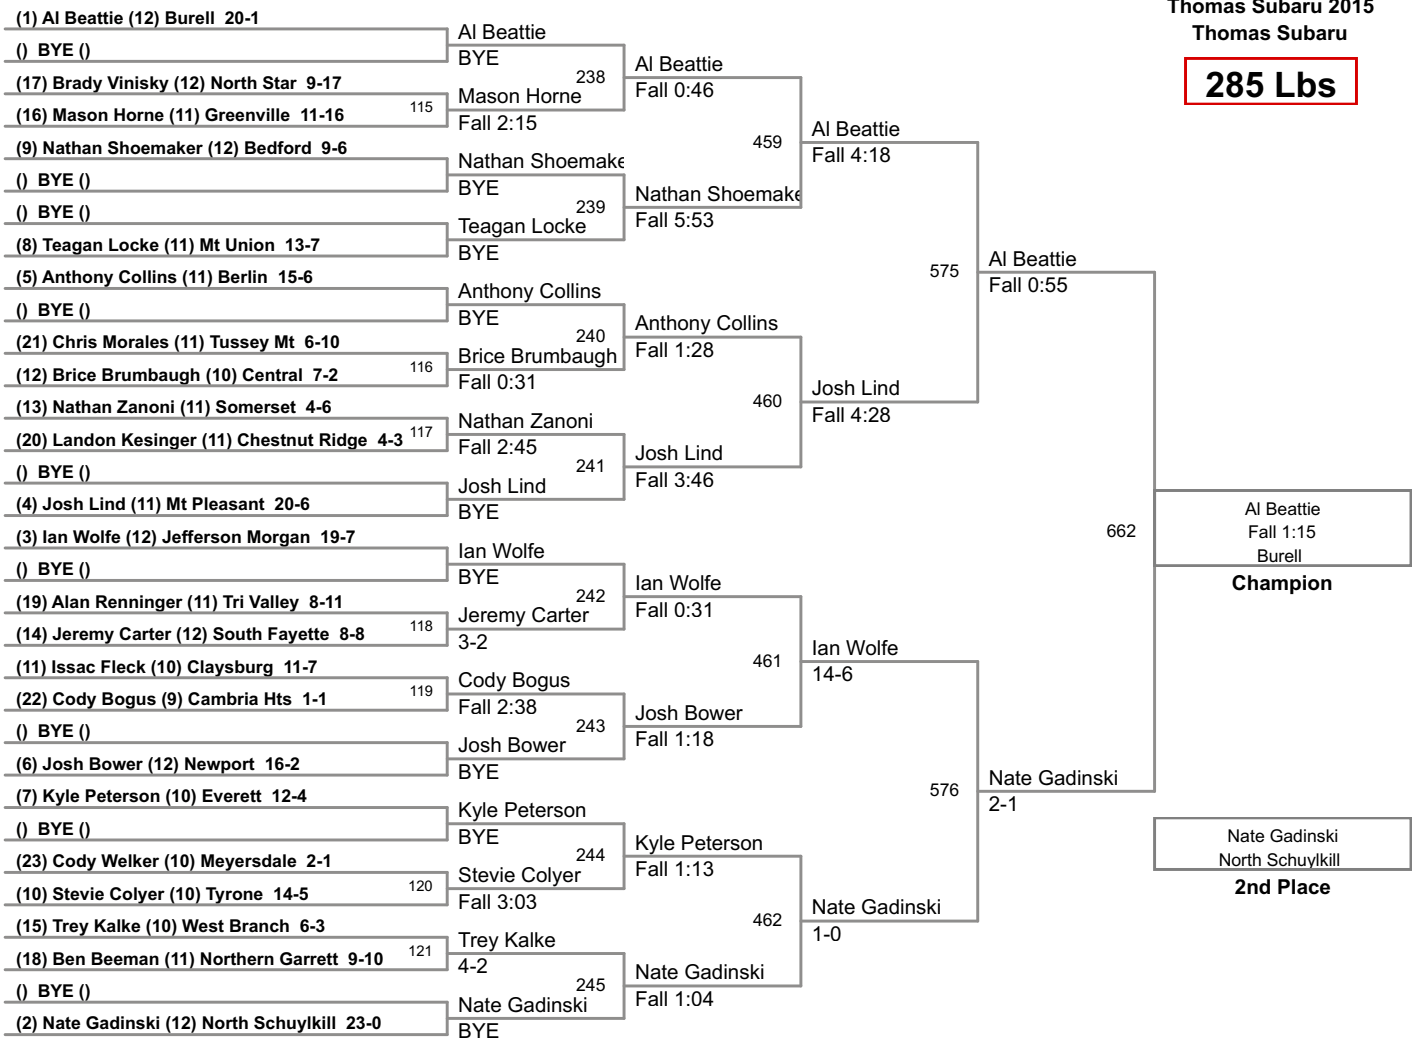 Thomas Subaru 2015
Thomas Subaru
285 Lbs
(1) Al Beattie (12) Burell 20-1
() BYE ()
(17) Brady Vinisky (12) North Star 9-17
(16) Mason Horne (11) Greenville 11-16
(9) Nathan Shoemaker (12) Bedford 9-6
() BYE ()
() BYE ()
(8) Teagan Locke (11) Mt Union 13-7
(5) Anthony Collins (11) Berlin 15-6
() BYE ()
(21) Chris Morales (11) Tussey Mt 6-10
(12) Brice Brumbaugh (10) Central 7-2
(13) Nathan Zanoni (11) Somerset 4-6
(20) Landon Kesinger (11) Chestnut Ridge 4-3
() BYE ()
(4) Josh Lind (11) Mt Pleasant 20-6
(3) Ian Wolfe (12) Jefferson Morgan 19-7
() BYE ()
(19) Alan Renninger (11) Tri Valley 8-11
(14) Jeremy Carter (12) South Fayette 8-8
(11) Issac Fleck (10) Claysburg 11-7
(22) Cody Bogus (9) Cambria Hts 1-1
() BYE ()
(6) Josh Bower (12) Newport 16-2
(7) Kyle Peterson (10) Everett 12-4
() BYE ()
(23) Cody Welker (10) Meyersdale 2-1
(10) Stevie Colyer (10) Tyrone 14-5
(15) Trey Kalke (10) West Branch 6-3
(18) Ben Beeman (11) Northern Garrett 9-10
() BYE ()
(2) Nate Gadinski (12) North Schuylkill 23-0
115
116
117
118
119
120
121
Al Beattie
BYE
Mason Horne
Fall 2:15
Nathan Shoemake
BYE
Teagan Locke
BYE
Anthony Collins
BYE
Brice Brumbaugh
Fall 0:31
Nathan Zanoni
Fall 2:45
Josh Lind
BYE
Ian Wolfe
BYE
Jeremy Carter
3-2
Cody Bogus
Fall 2:38
Josh Bower
BYE
Kyle Peterson
BYE
Stevie Colyer
Fall 3:03
Trey Kalke
4-2
Nate Gadinski
BYE
238
239
240
241
242
243
244
245
Al Beattie
Fall 0:46
Nathan Shoemake
Fall 5:53
Anthony Collins
Fall 1:28
Josh Lind
Fall 3:46
Ian Wolfe
Fall 0:31
Josh Bower
Fall 1:18
Kyle Peterson
Fall 1:13
Nate Gadinski
Fall 1:04
459
460
461
462
Al Beattie
Fall 4:18
Josh Lind
Fall 4:28
Ian Wolfe
14-6
Nate Gadinski
1-0
575
576
Al Beattie
Fall 0:55
Nate Gadinski
2-1
662
Al Beattie
Fall 1:15
Burell
Champion
Nate Gadinski
North Schuylkill
2nd Place